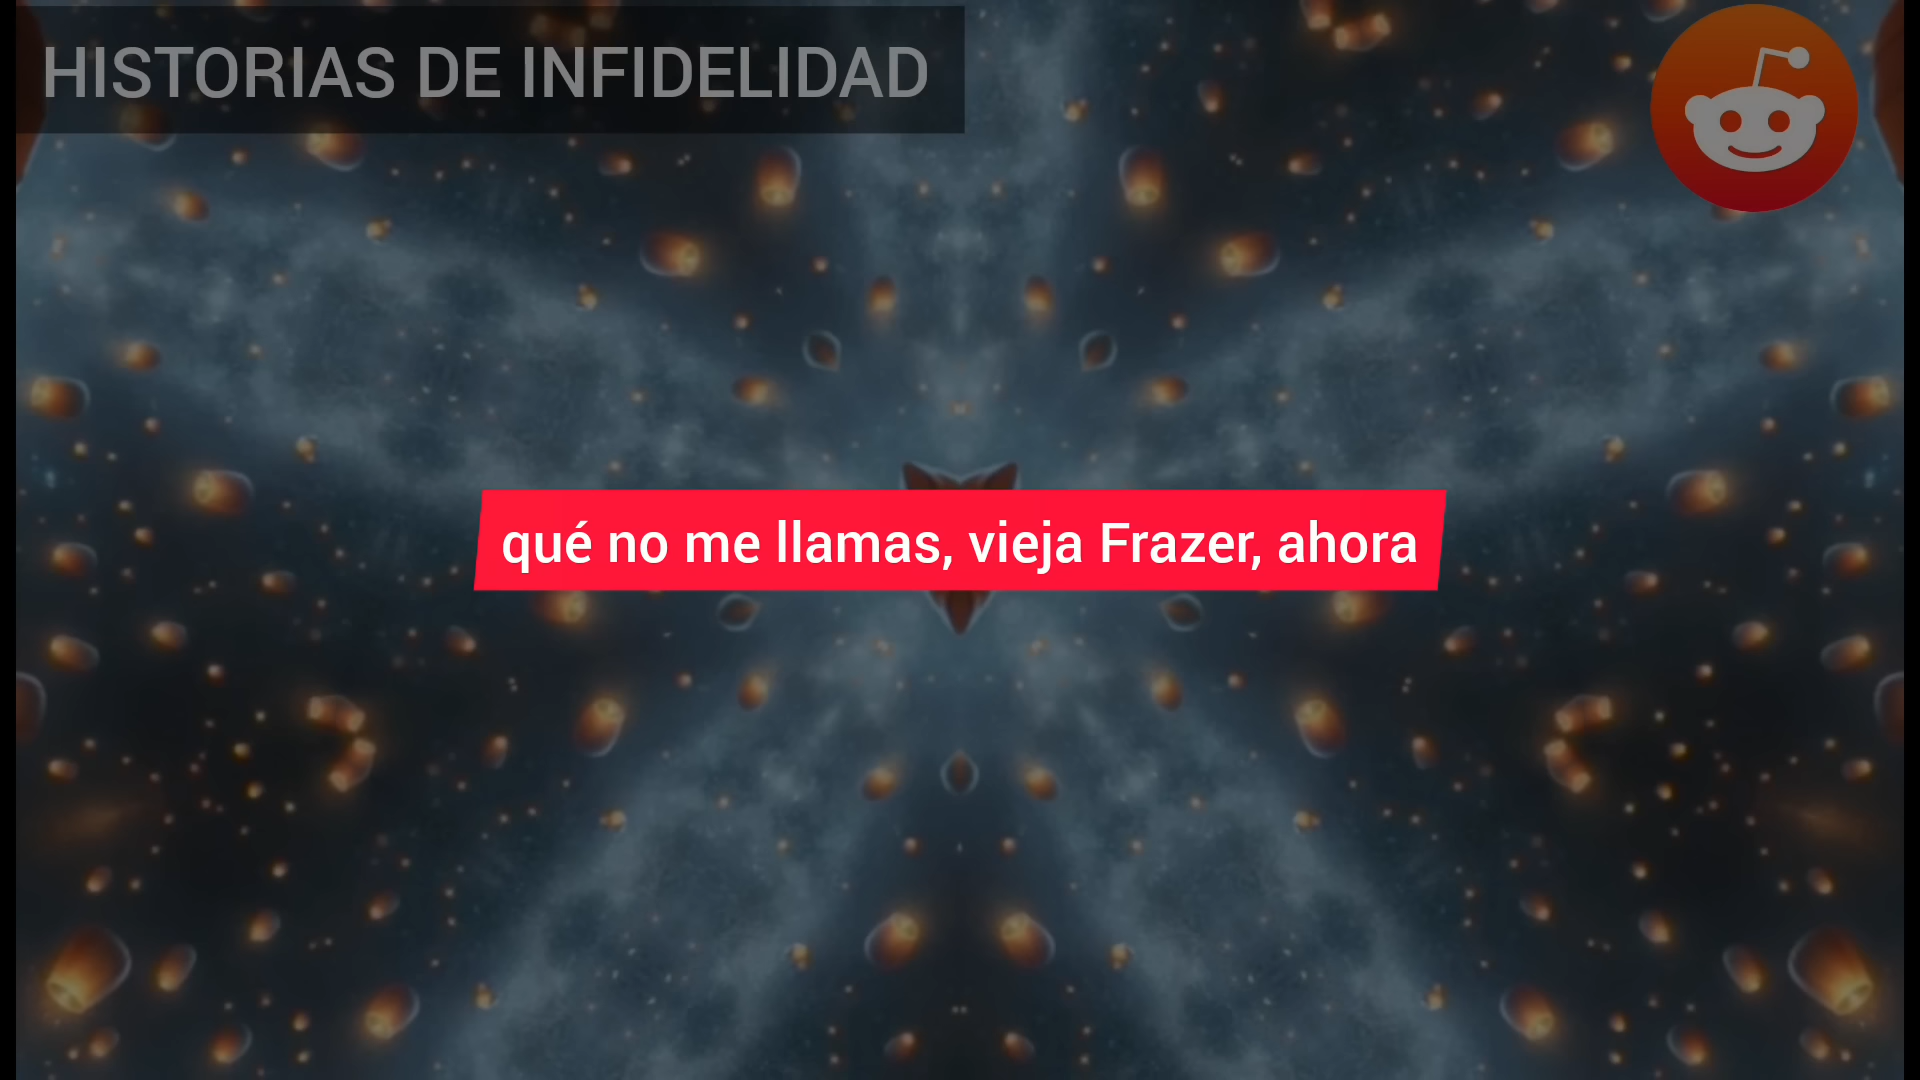 HISTORIAS DE INFIDELIDAD
qué no me llamas, vieja Frazer, ahora